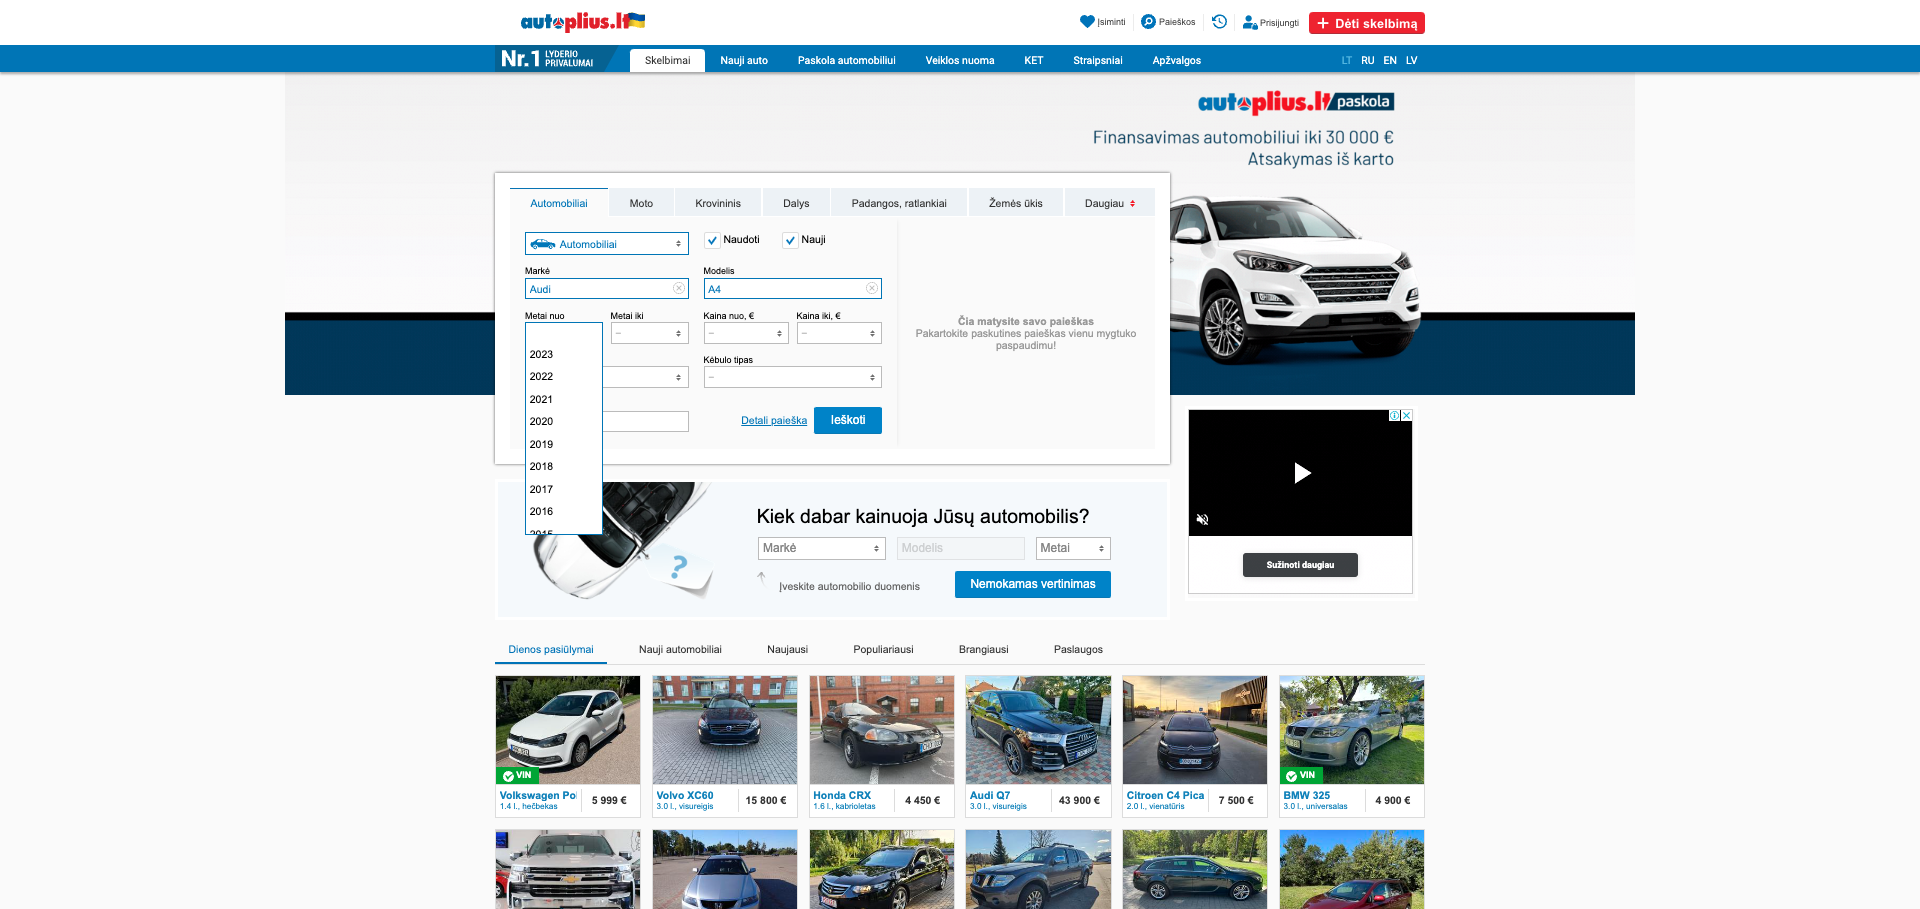 autoplius.lt
Įsiminti
Paieškos
Prisijungti
+ Dėti skelbimą
Nr.1 LYDERIO PRIVALUMAI
Skelbimai
Nauji auto
Paskola automobiliui
Veiklos nuoma
KET
Straipsniai
Apžvalgos
LT RU EN LV
autoplius.lt paskola
Finansavimas automobiliui iki 30 000 €
Atsakymas iš karto
Automobiliai
Moto
Krovininis
Dalys
Padangos, ratlankiai
Žemės ūkis
Daugiau
Automobiliai
Naudoti
Nauji
Markė
Modelis
Audi
A4
Metai nuo
Metai iki
Kaina nuo, €
Kaina iki, €
–
–
–
2023
2022
2021
2020
2019
2018
2017
2016
2015
Kėbulo tipas
–
Detali paieška
Ieškoti
Čia matysite savo paieškas
Pakartokite paskutines paieškas vienu mygtuko
paspaudimu!
Sužinoti daugiau
?
Kiek dabar kainuoja Jūsų automobilis?
Markė
Modelis
Metai
Įveskite automobilio duomenis
Nemokamas vertinimas
Dienos pasiūlymai
Nauji automobiliai
Naujausi
Populiariausi
Brangiausi
Paslaugos
VIN
Volkswagen Po
1.4 l., hečbekas
5 999 €
Volvo XC60
3.0 l., visureigis
15 800 €
Honda CRX
1.6 l., kabrioletas
4 450 €
Audi Q7
3.0 l., visureigis
43 900 €
Citroen C4 Pica
2.0 l., vienatūris
7 500 €
VIN
BMW 325
3.0 l., universalas
4 900 €